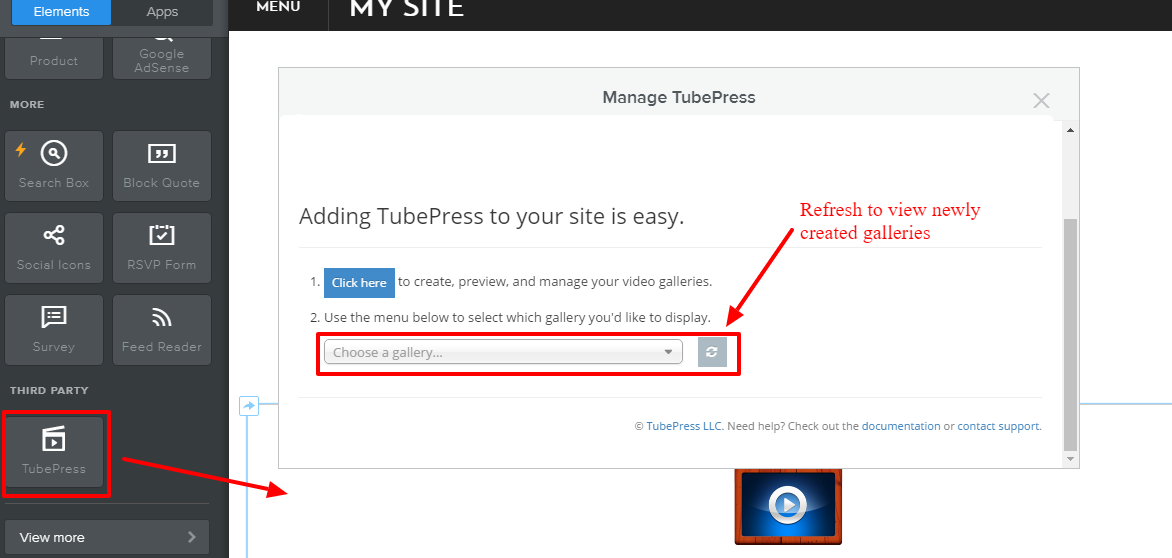 Elements
Apps
MENU
MY SITE
Product
Google
AdSense
MORE
Search Box
Block Quote
Social Icons
RSVP Form
Survey
Feed Reader
THIRD PARTY
TubePress
View more
Manage TubePress
Adding TubePress to your site is easy.
Refresh to view newly
created galleries
1. Click here to create, preview, and manage your video galleries.
2. Use the menu below to select which gallery you'd like to display.
Choose a gallery...
© TubePress LLC. Need help? Check out the documentation or contact support.